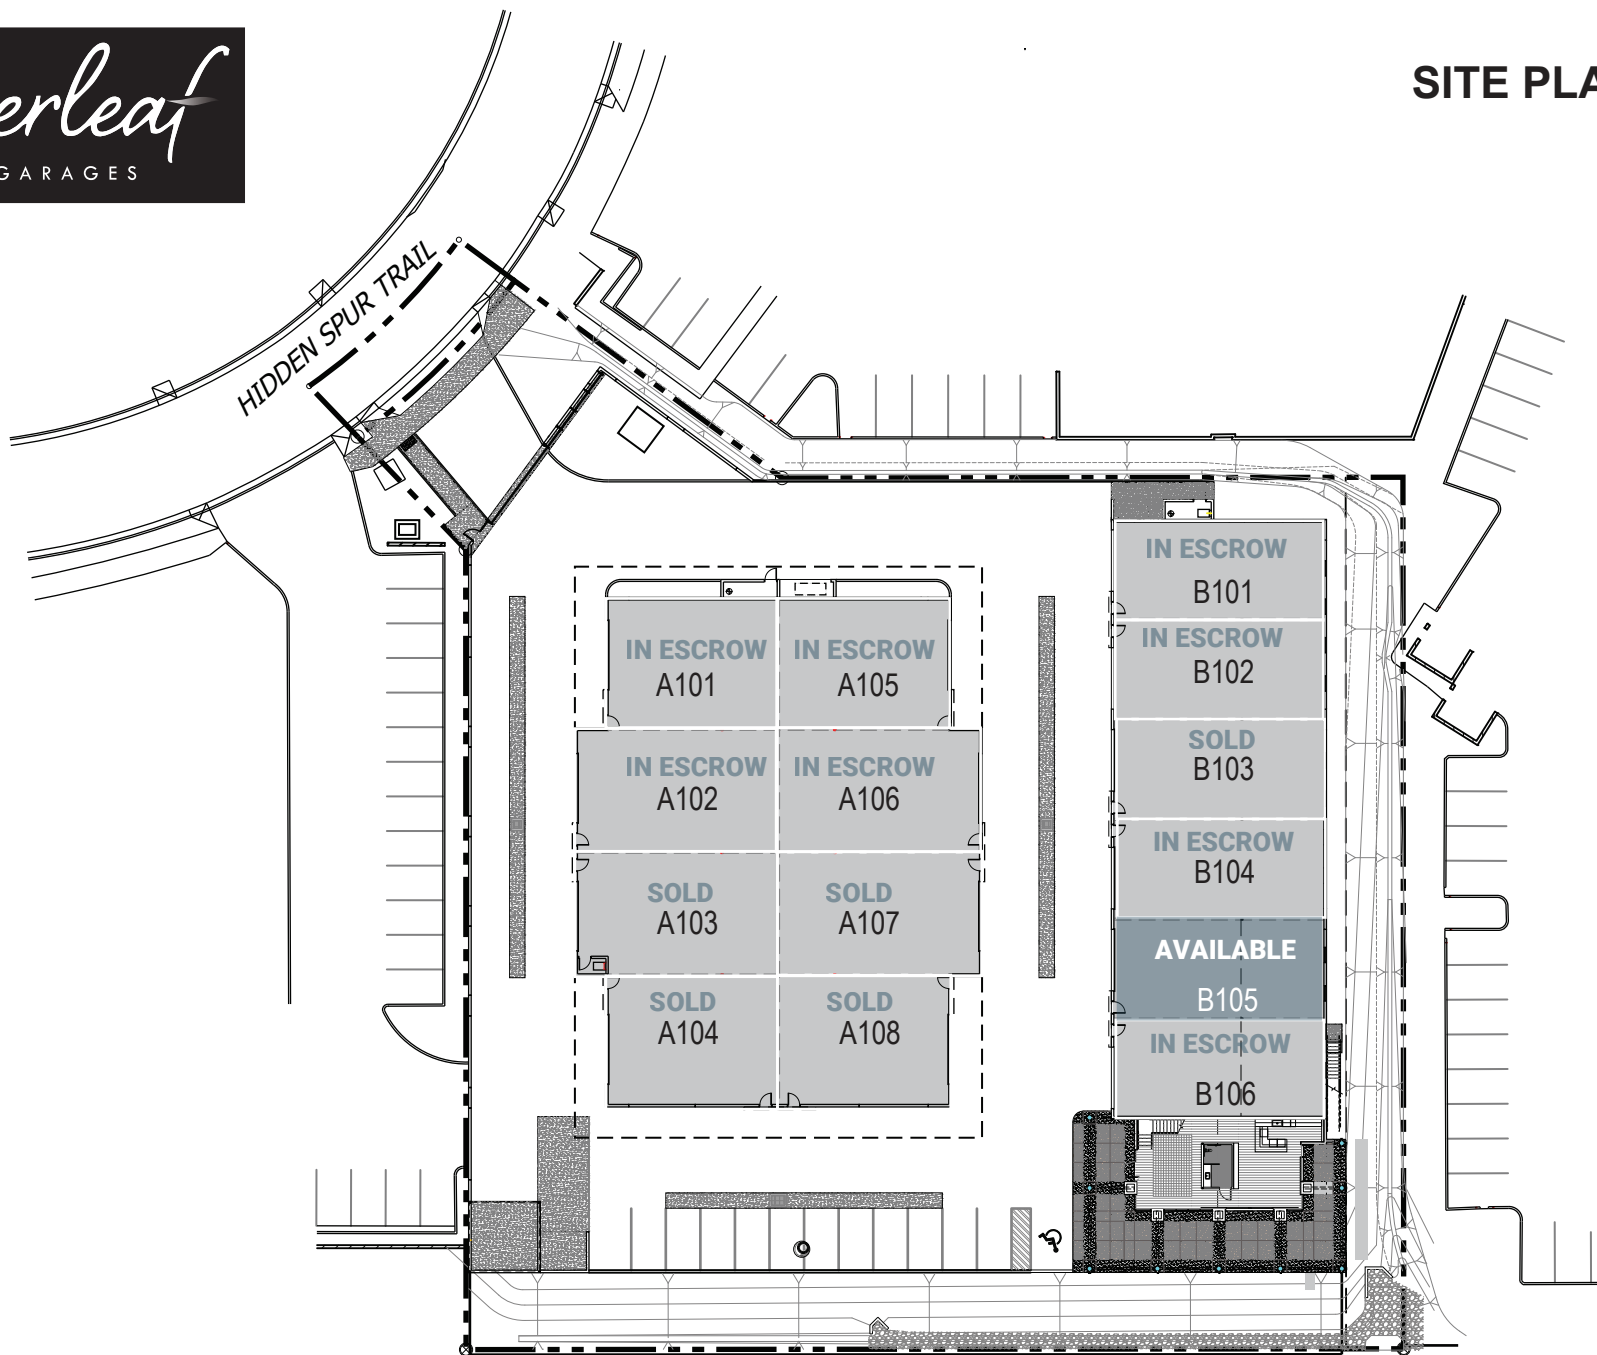 erleaf
GARAGES
SITE PLA
HIDDEN SPUR TRAIL
IN ESCROW
A101
IN ESCROW
A105
IN ESCROW
A102
IN ESCROW
A106
SOLD
A103
SOLD
A107
SOLD
A104
SOLD
A108
IN ESCROW
B101
IN ESCROW
B102
SOLD
B103
IN ESCROW
B104
AVAILABLE
B105
IN ESCROW
B106